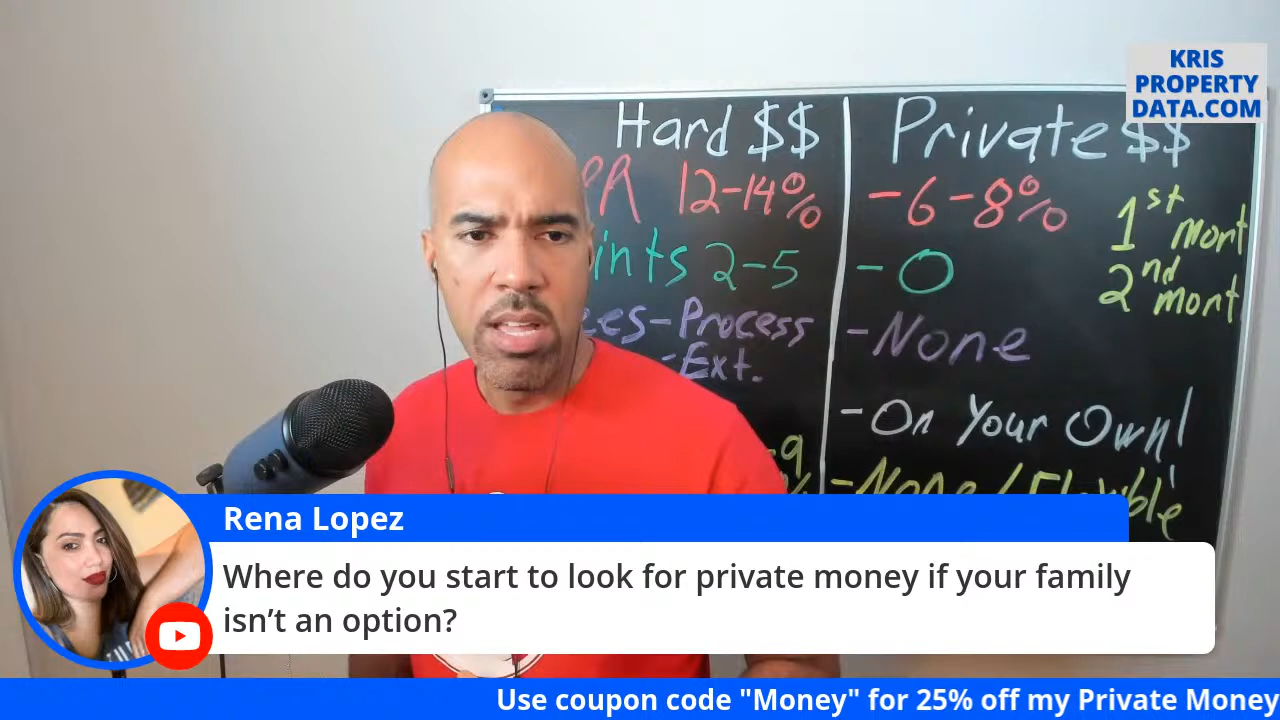 KRIS
PROPERTY
DATA.COM
Hard $$
Private $$
12-14%
-6-8%
1st
2nd
2-5
-0
-Process
-None
-Ext.
-On Your Own!
-None/Flexible
Rena Lopez
Where do you start to look for private money if your family
isn't an option?
Use coupon code "Money" for 25% off my Private Money